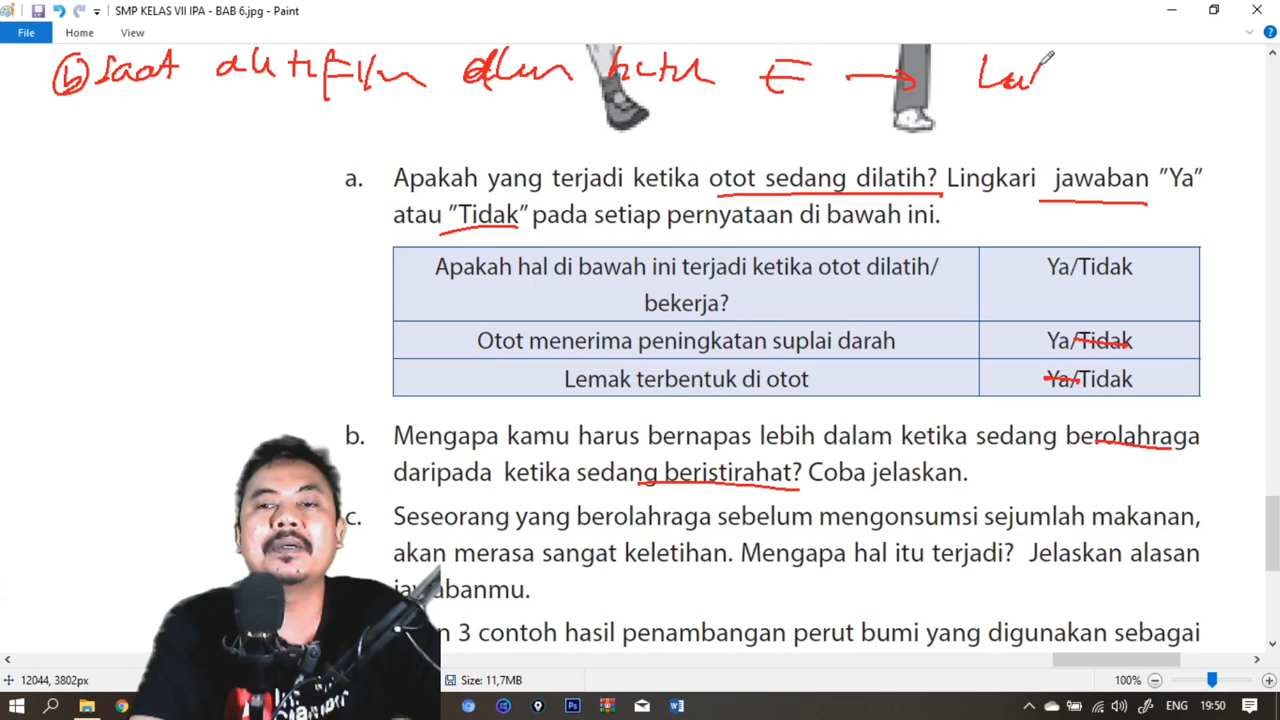 SMP KELAS VII IPA - BAB 6.jpg - Paint
File Home View
b saat aktifitas akan butuh E →
a. Apakah yang terjadi ketika otot sedang dilatih? Lingkari jawaban ”Ya”
atau ”Tidak” pada setiap pernyataan di bawah ini.
Apakah hal di bawah ini terjadi ketika otot dilatih/ Ya/Tidak
bekerja?
Otot menerima peningkatan suplai darah Ya/Tidak
Lemak terbentuk di otot Ya/Tidak
b. Mengapa kamu harus bernapas lebih dalam ketika sedang berolahraga
daripada ketika sedang beristirahat? Coba jelaskan.
c. Seseorang yang berolahraga sebelum mengonsumsi sejumlah makanan,
akan merasa sangat keletihan. Mengapa hal itu terjadi? Jelaskan alasan
jawabanmu.
n 3 contoh hasil penambangan perut bumi yang digunakan sebagai
12044, 3802px Size: 11,7MB 100%
ENG 19:50